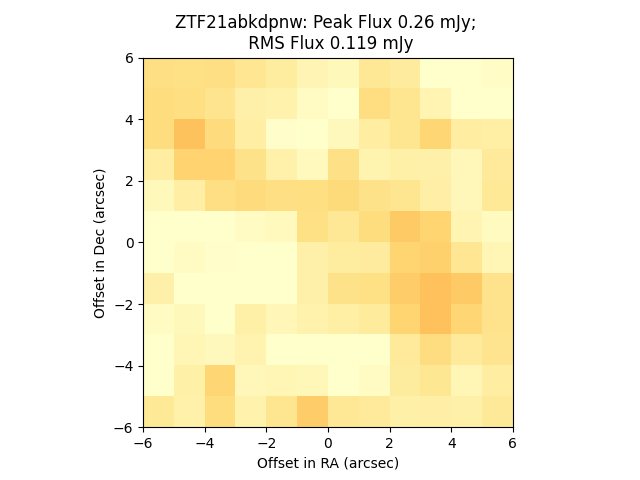 ZTF21abkdpnw: Peak Flux 0.26 mJy;
RMS Flux 0.119 mJy
6
4
2
0
−2
−4
−6
Offset in Dec (arcsec)
−6 −4 −2 0 2 4 6
Offset in RA (arcsec)